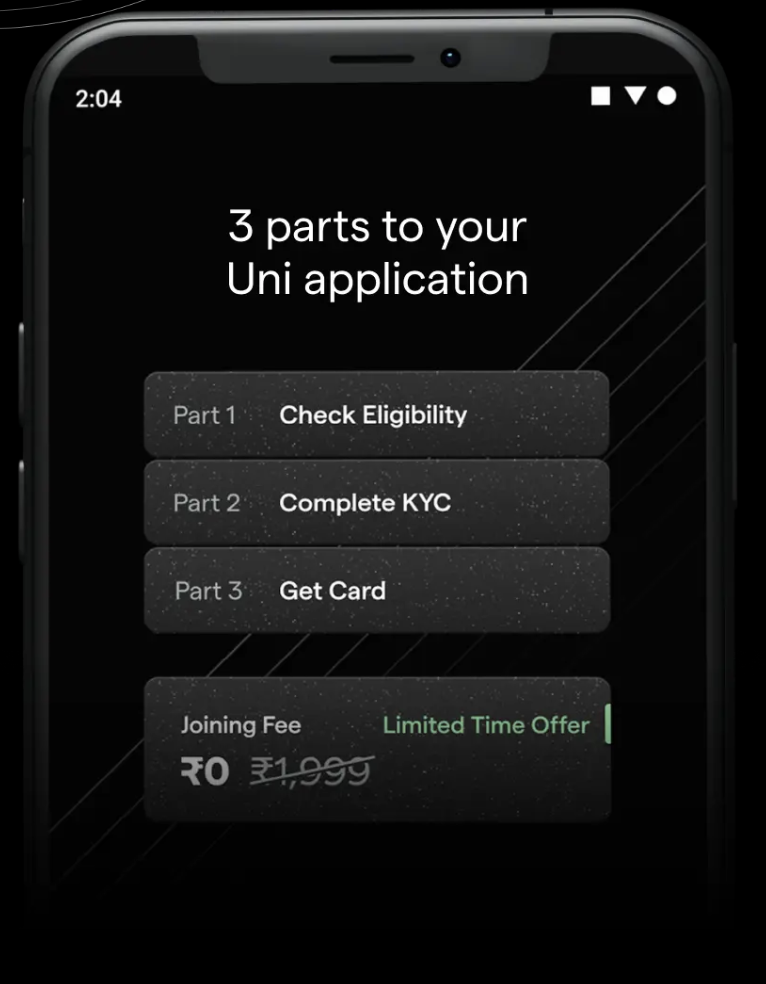 2:04
3 parts to your
Uni application
Part 1 Check Eligibility
Part 2 Complete KYC
Part 3 Get Card
Joining Fee Limited Time Offer
₹0 ₹1,999